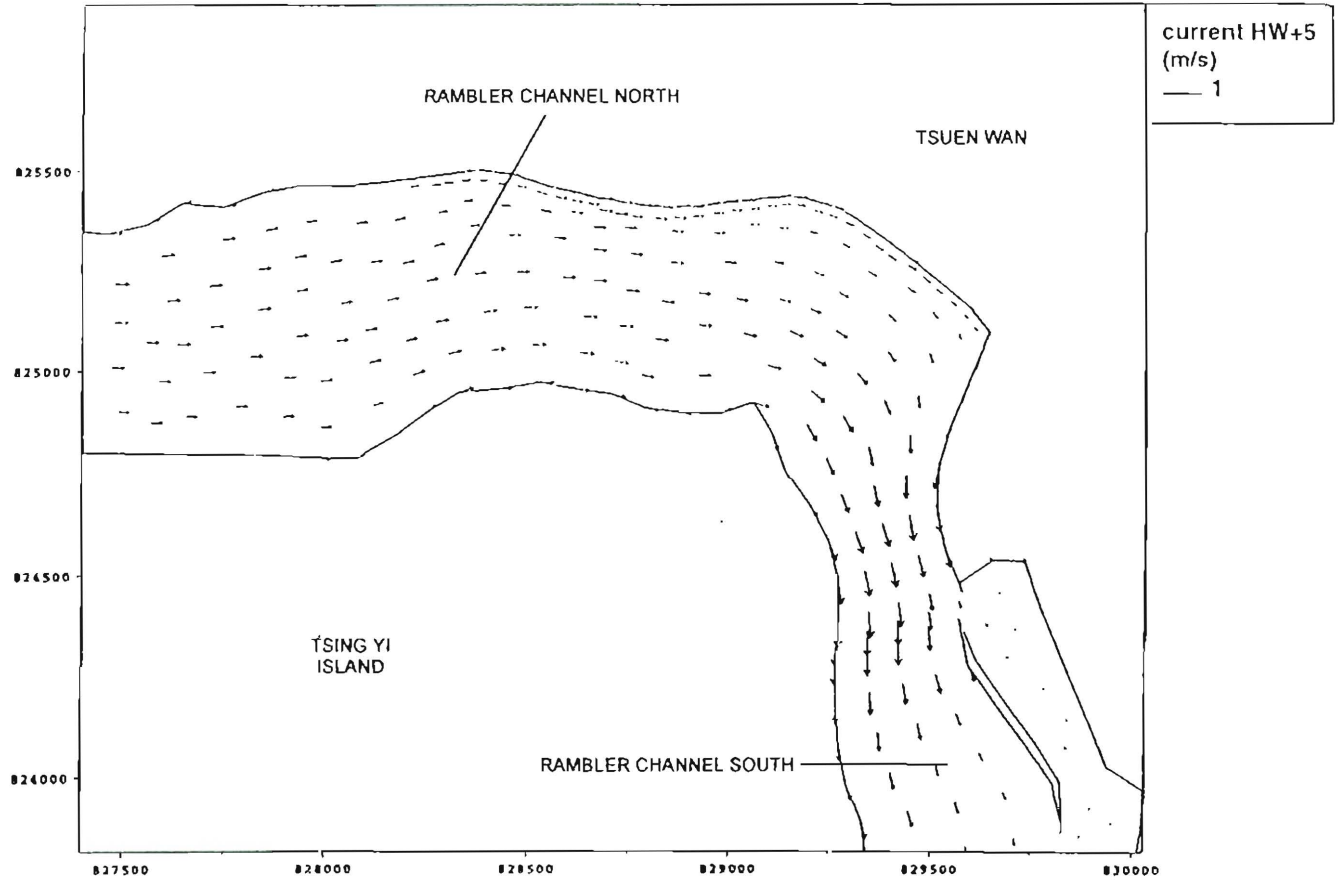 current HW+5
(m/s)
1
RAMBLER CHANNEL NORTH
TSUEN WAN
825500
825000
824500
TSING YI
ISLAND
RAMBLER CHANNEL SOUTH
824000
827500
828000
828500
829000
829500
830000